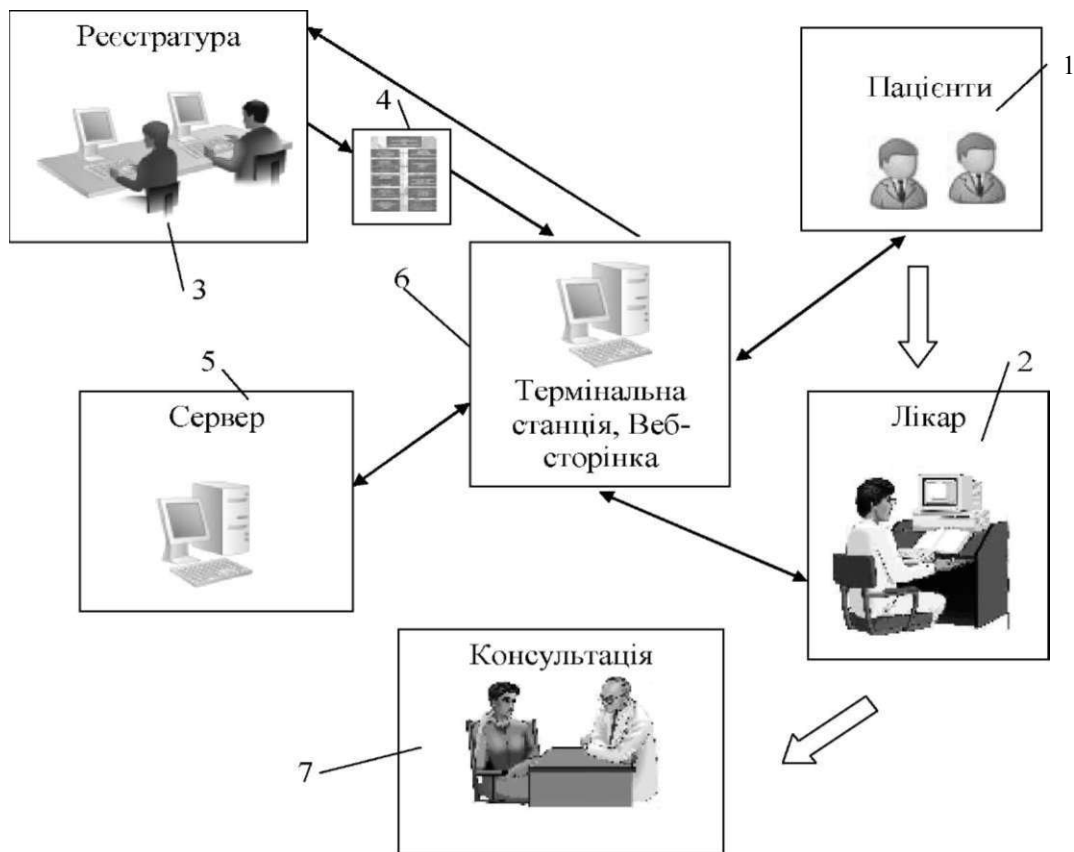 Реєстратура
Пацієнти
1
4
3
6
Термінальна
станція, Веб-
сторінка
5
Сервер
2
Лікар
Консультація
7